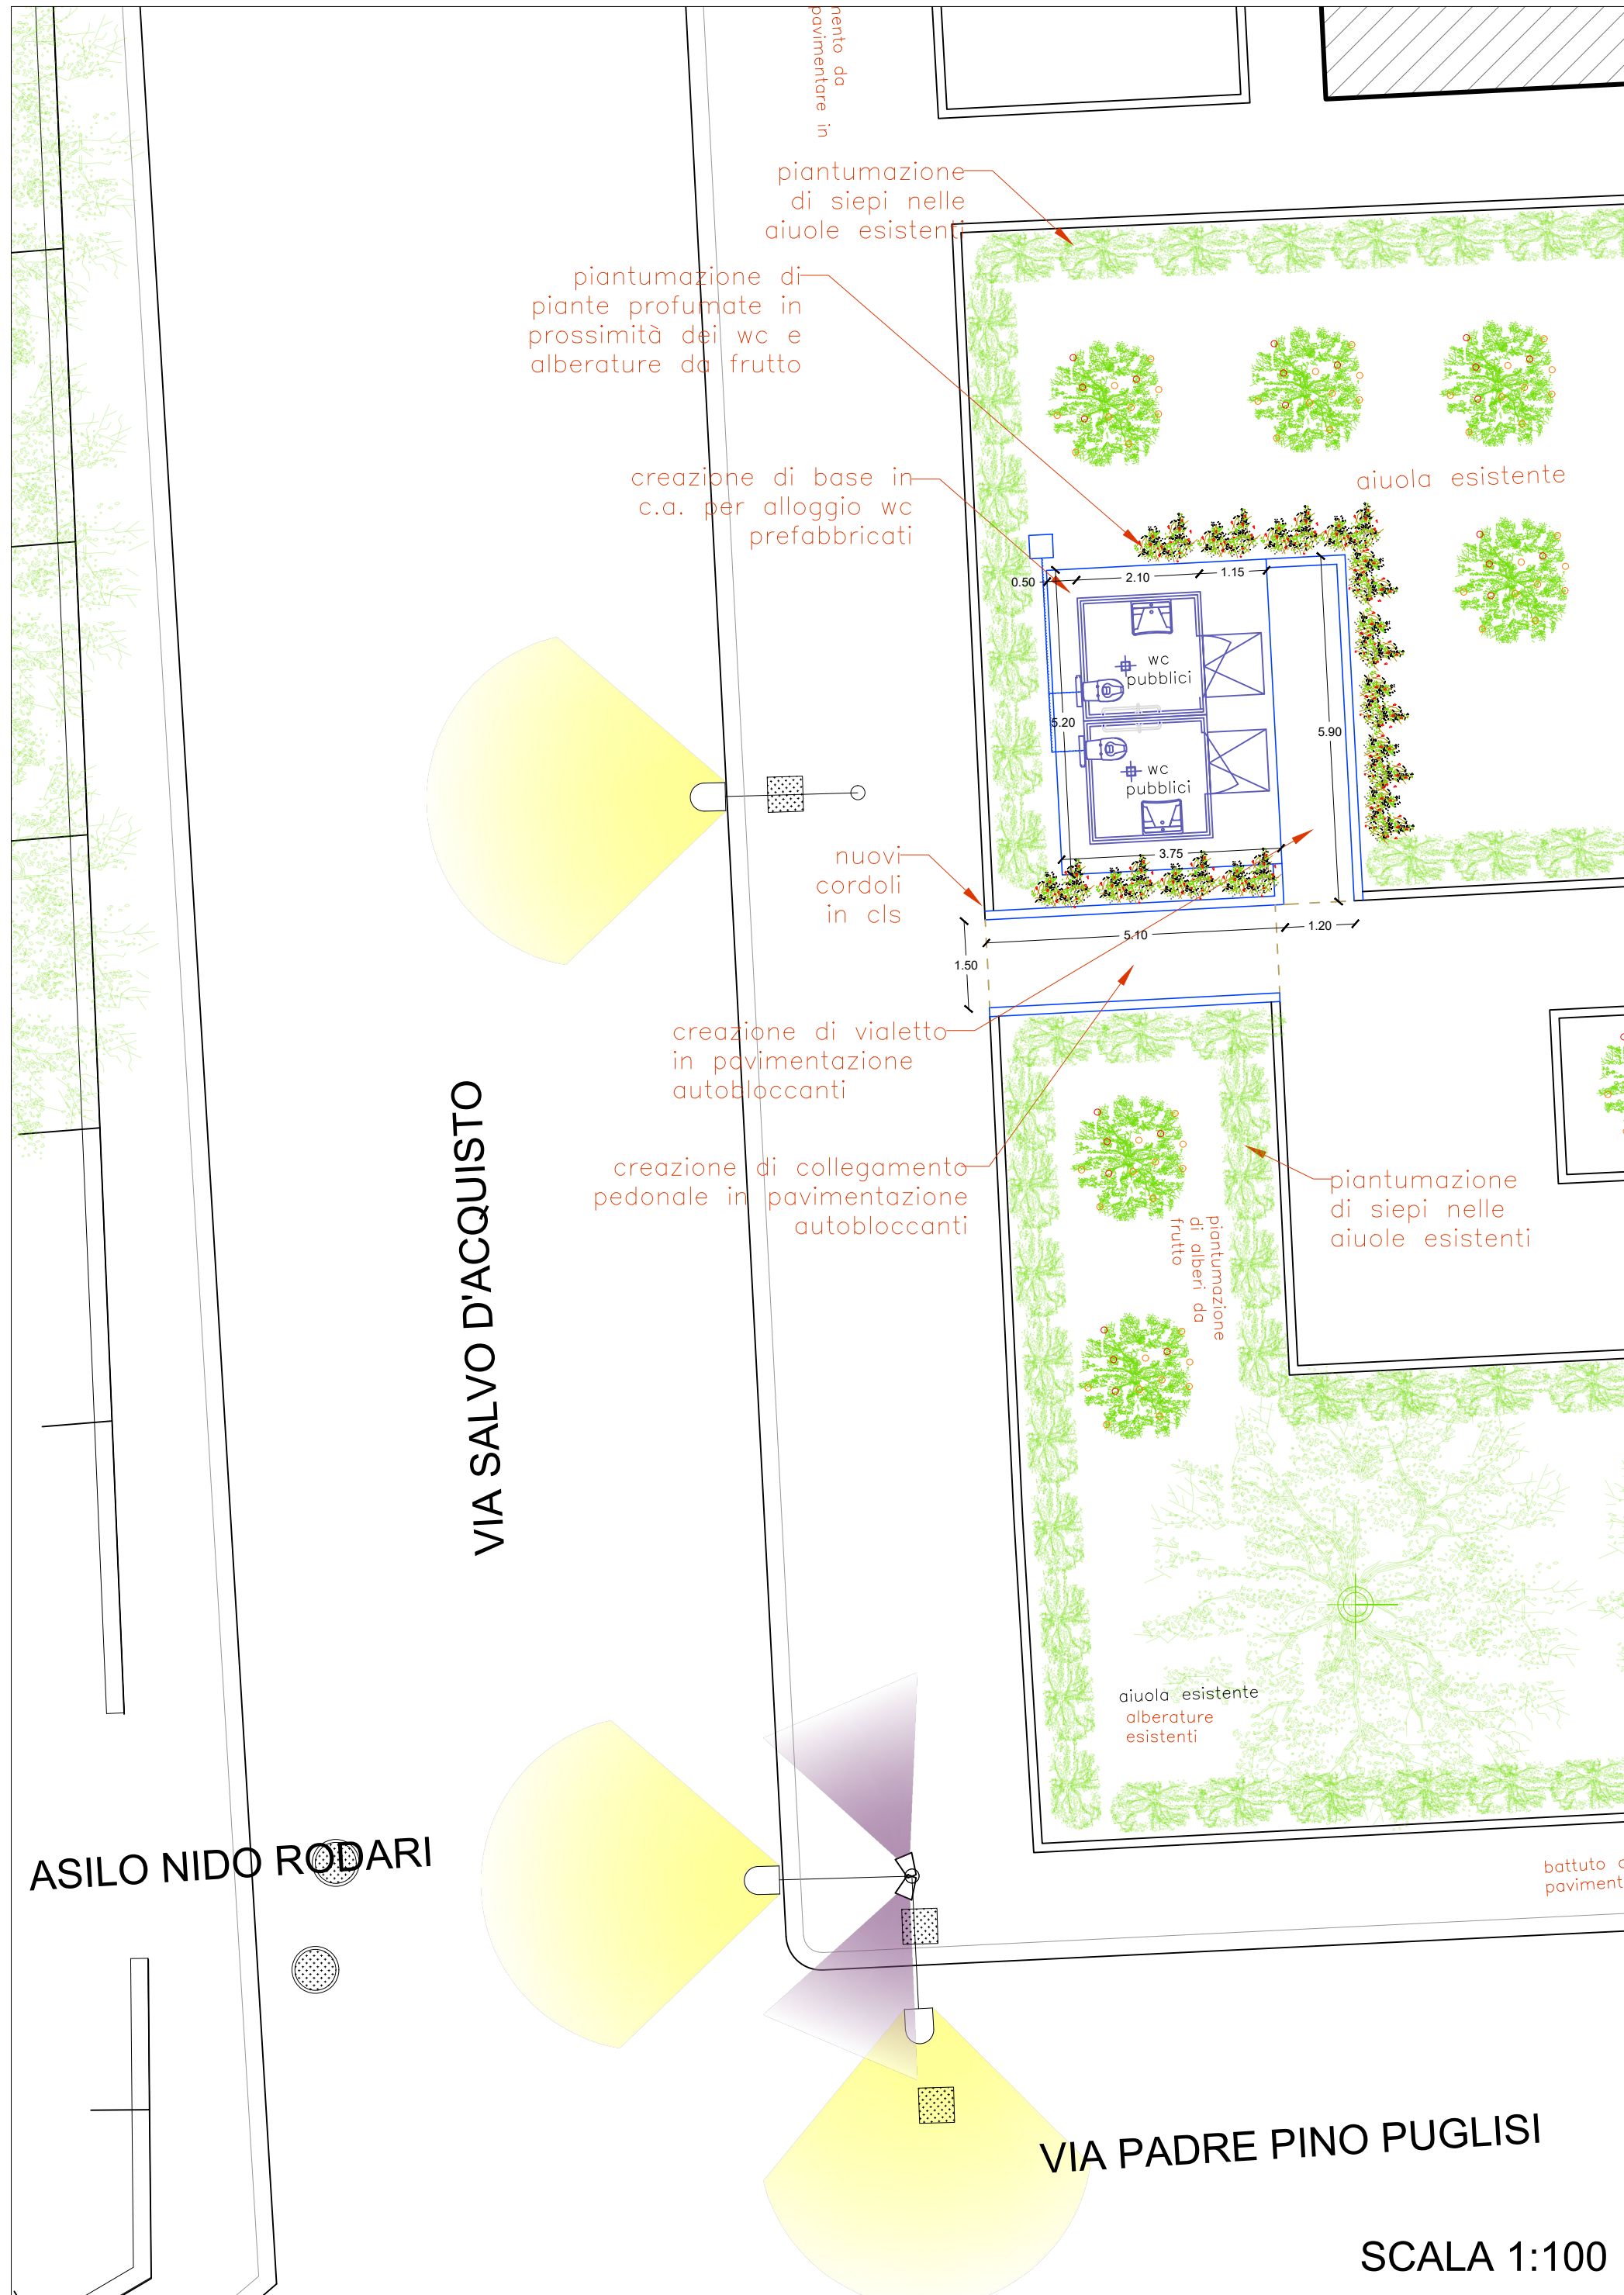 mento da
pavimentare in
piantumazione
di siepi nelle
aiuole esistenti
piantumazione di
piante profumate in
prossimità dei wc e
alberature da frutto
creazione di base in
c.a. per alloggio wc
prefabbricati
aiuola esistente
0.50
2.10
1.15
wc
pubblici
5.20
5.90
wc
pubblici
3.75
nuovi
cordoli
in cls
5.10
1.20
1.50
creazione di vialetto
in pavimentazione
autobloccanti
creazione di collegamento
pedonale in pavimentazione
autobloccanti
piantumazione
di siepi nelle
aiuole esistenti
piantumazione
di alberi da
frutto
VIA SALVO D'ACQUISTO
aiuola esistente
alberature
esistenti
ASILO NIDO RODARI
battuto
paviment
VIA PADRE PINO PUGLISI
SCALA 1:100